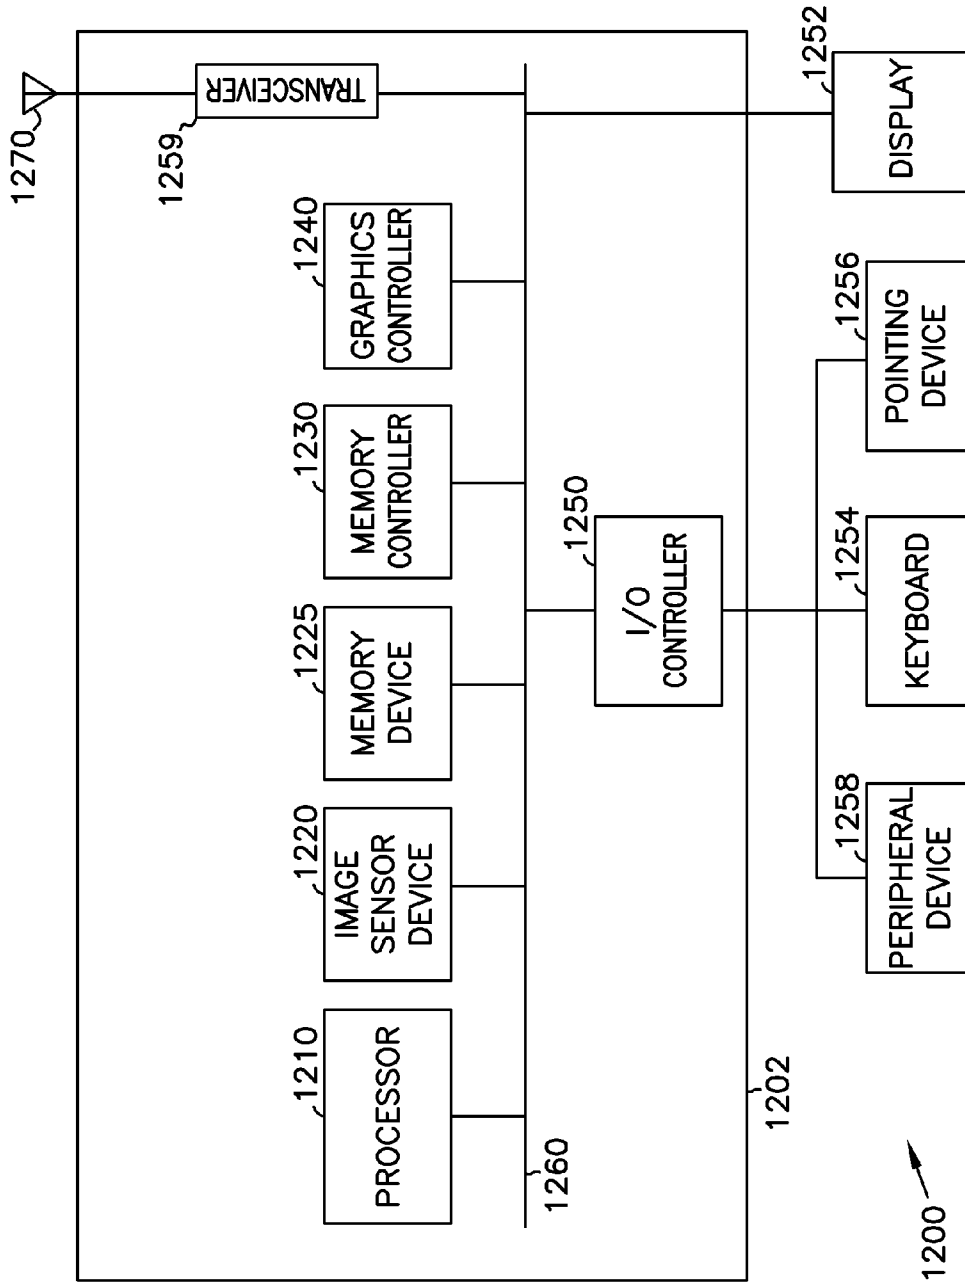 1270
1259
TRANSCEIVER
1240
GRAPHICS
CONTROLLER
1230
MEMORY
CONTROLLER
1225
MEMORY
DEVICE
1220
IMAGE
SENSOR
DEVICE
1210
PROCESSOR
1260
1250
I/O
CONTROLLER
1202
1252
DISPLAY
1256
POINTING
DEVICE
1254
KEYBOARD
1258
PERIPHERAL
DEVICE
1200